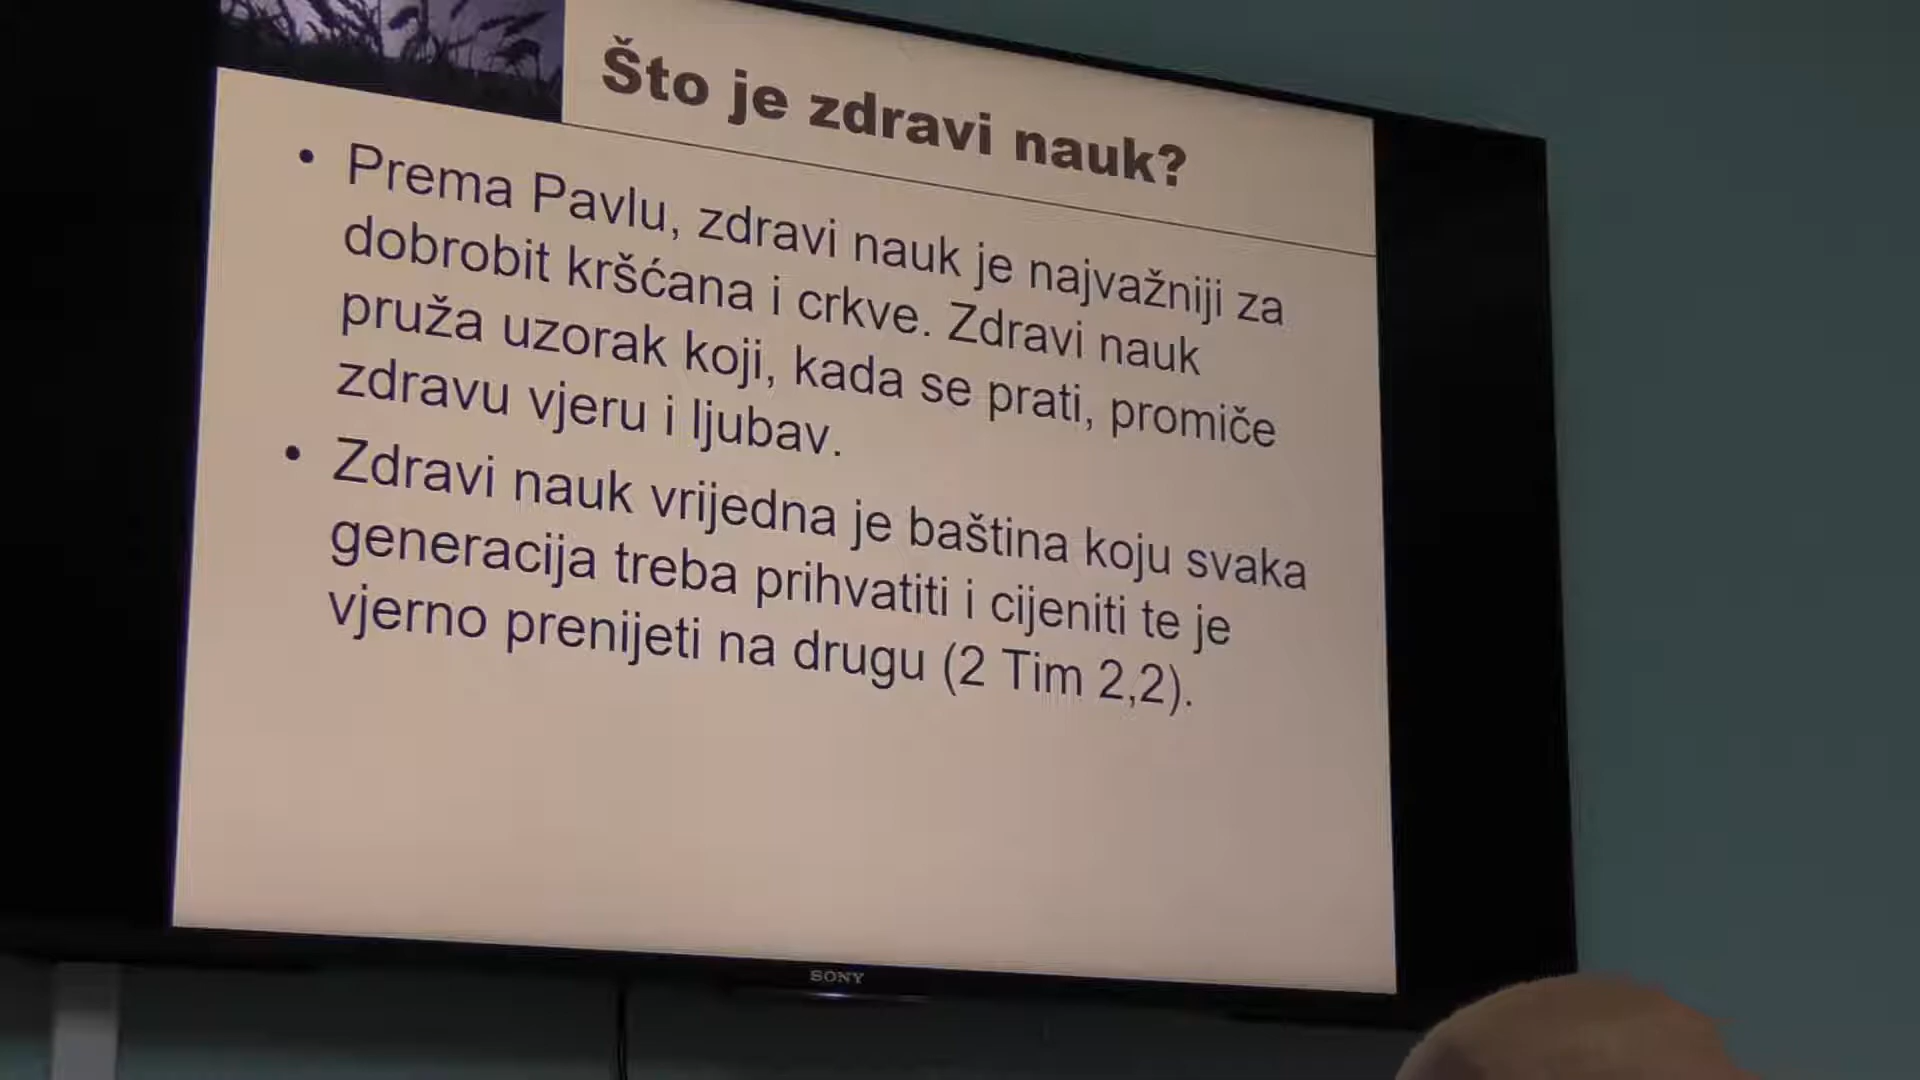 Što je zdravi nauk?
• Prema Pavlu, zdravi nauk je najvažniji za
dobrobit kršćana i crkve. Zdravi nauk
pruža uzorak koji, kada se prati, promiče
zdravu vjeru i ljubav.
• Zdravi nauk vrijedna je baština koju svaka
generacija treba prihvatiti i cijeniti te je
vjerno prenijeti na drugu (2 Tim 2,2).
SONY